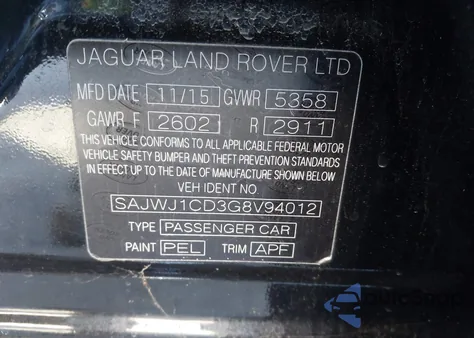 JAGUAR LAND ROVER LTD
MFD DATE 11/15 GVWR 5358
GAWR F 2602 R 2911
THIS VEHICLE CONFORMS TO ALL APPLICABLE FEDERAL MOTOR
VEHICLE SAFETY BUMPER AND THEFT PREVENTION STANDARDS
IN EFFECT UP TO THE DATE OF MANUFACTURE SHOWN ABOVE.
VEH IDENT SAJWJ1CD3G8V94012
TYPE PASSENGER CAR
PAINT PEL TRIM APF